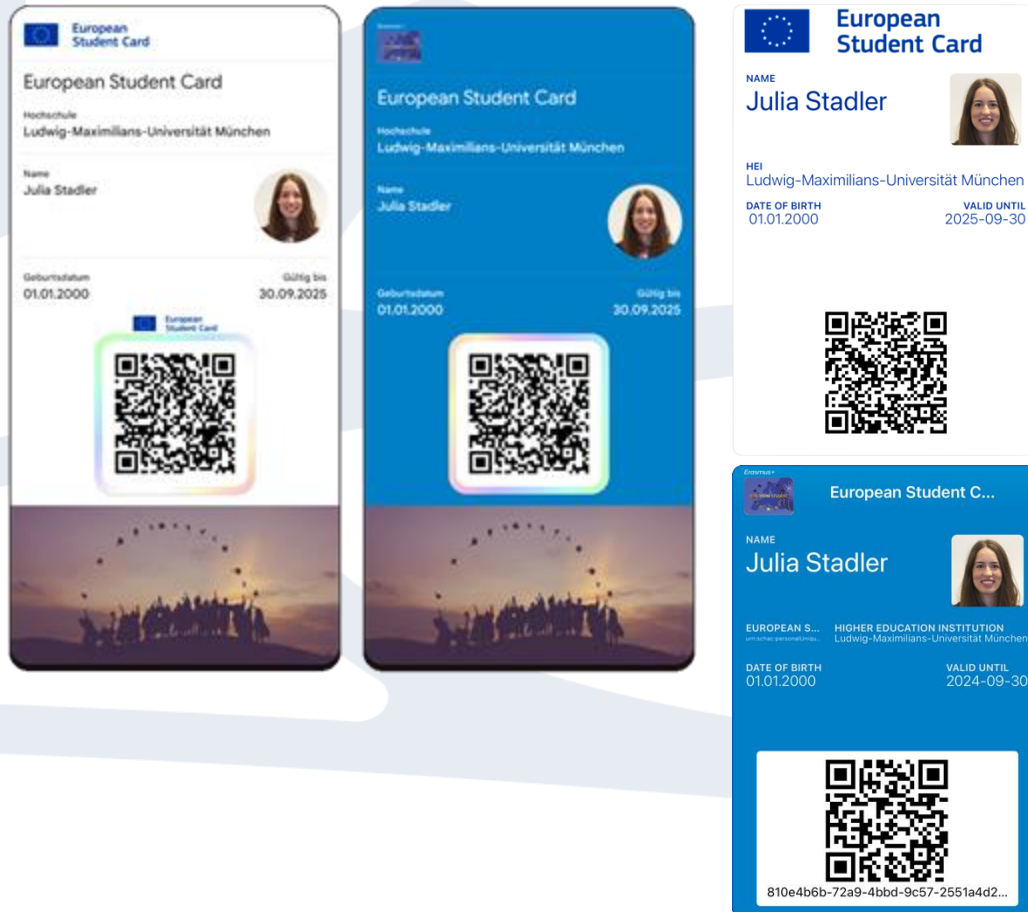 European
Student Card
European Student Card
Hochschule
Ludwig-Maximilians-Universität München
Name
Julia Stadler
Geburtsdatum
Gültig bis
01.01.2000
30.09.2025
European
Student Card
Erasmus+
European Student Card
Hochschule
Ludwig-Maximilians-Universität München
Name
Julia Stadler
Geburtsdatum
Gültig bis
01.01.2000
30.09.2025
European
Student Card
NAME
Julia Stadler
HEI
Ludwig-Maximilians-Universität München
DATE OF BIRTH
VALID UNTIL
01.01.2000
2025-09-30
Erasmus+
European Student C...
NAME
Julia Stadler
EUROPEAN S...
HIGHER EDUCATION INSTITUTION
Ludwig-Maximilians-Universität München
DATE OF BIRTH
VALID UNTIL
01.01.2000
2024-09-30
810e4b6b-72a9-4bbd-9c57-2551a4d2...